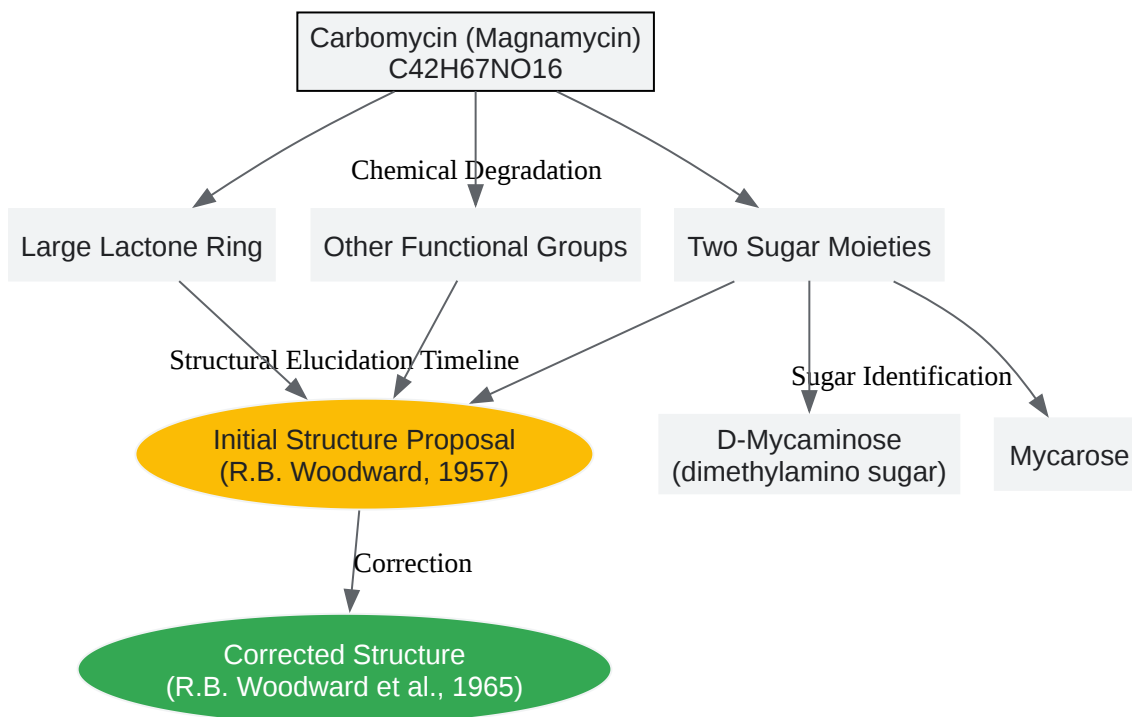 Carbomycin (Magnamycin)
C42H67NO16
Chemical Degradation
Large Lactone Ring
Other Functional Groups
Two Sugar Moieties
Structural Elucidation Timeline
Sugar Identification
Initial Structure Proposal
(R.B. Woodward, 1957)
D-Mycaminose
(dimethylamino sugar)
Mycarose
Correction
Corrected Structure
(R.B. Woodward et al., 1965)